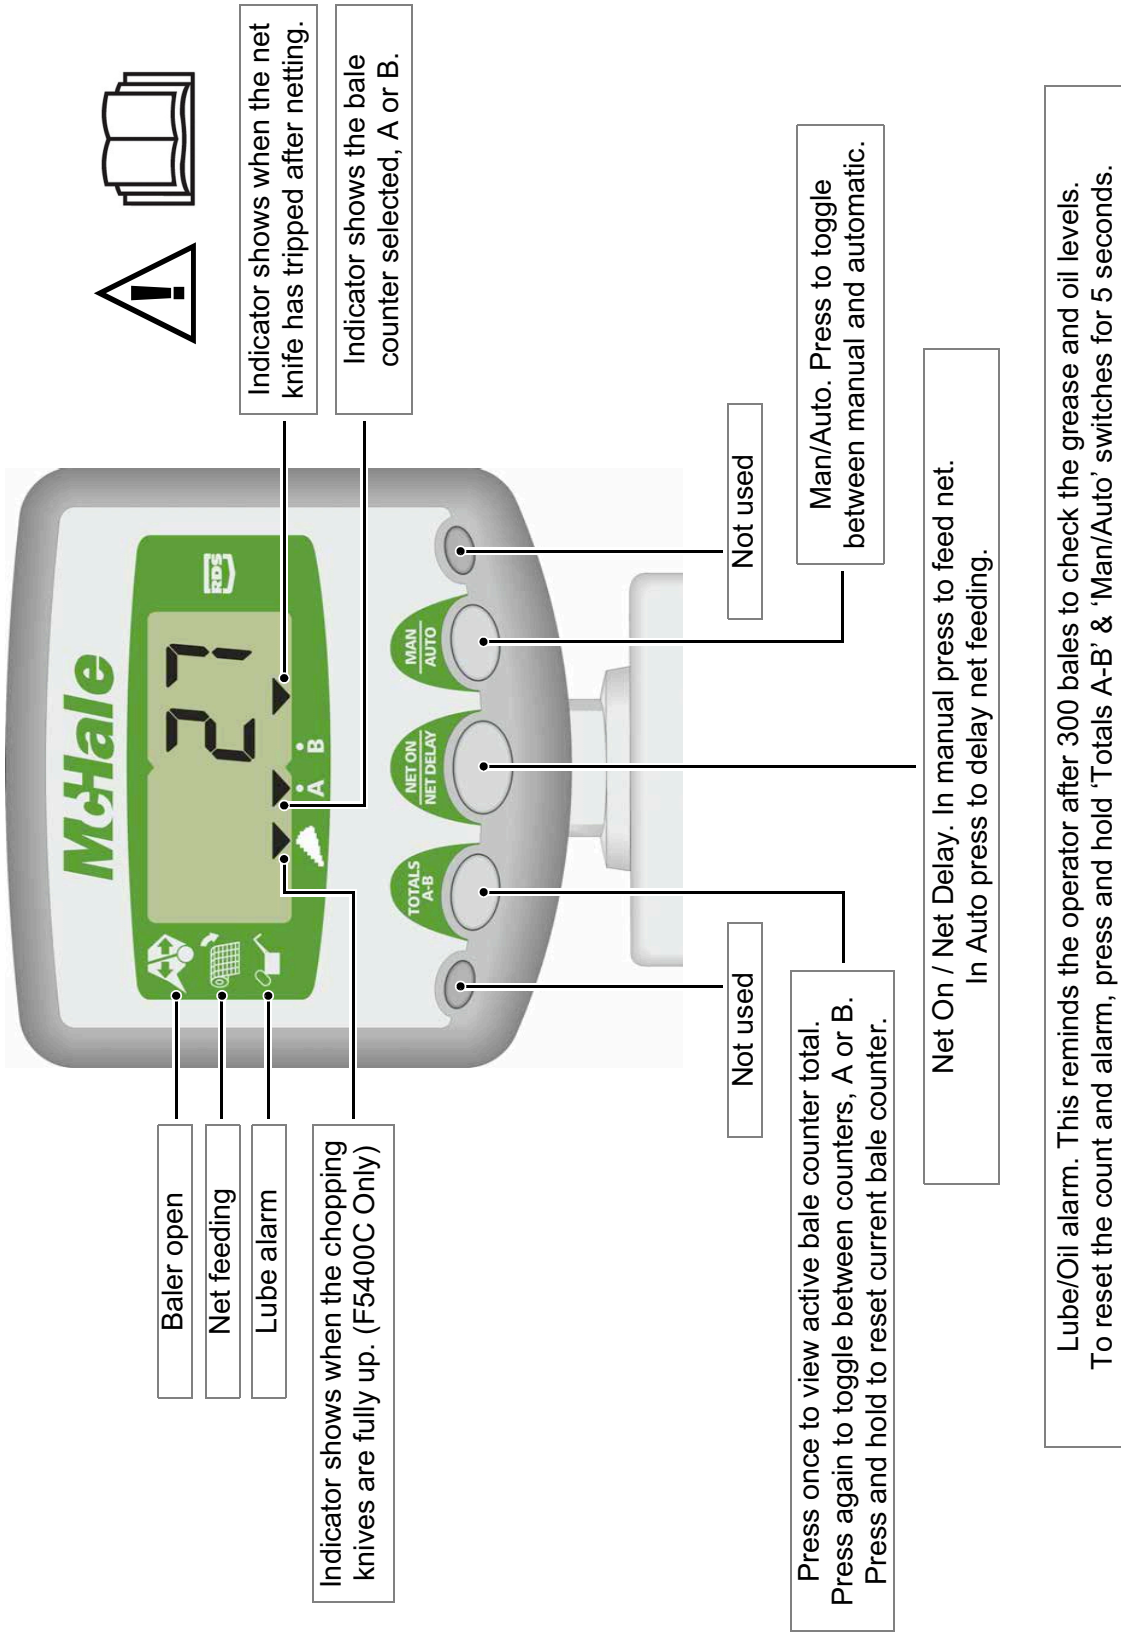 Baler open
Net feeding
Lube alarm
Indicator shows when the chopping
knives are fully up. (F5400C Only)
McHale
RDS
27
A
B
TOTALS
A-B
NET ON
NET DELAY
MAN
AUTO
Indicator shows when the net
knife has tripped after netting.
Indicator shows the bale
counter selected, A or B.
Not used
Not used
Press once to view active bale counter total.
Press again to toggle between counters, A or B.
Press and hold to reset current bale counter.
Man/Auto. Press to toggle
between manual and automatic.
Net On / Net Delay. In manual press to feed net.
In Auto press to delay net feeding.
Lube/Oil alarm. This reminds the operator after 300 bales to check the grease and oil levels.
To reset the count and alarm, press and hold ‘Totals A-B’ & ‘Man/Auto’ switches for 5 seconds.